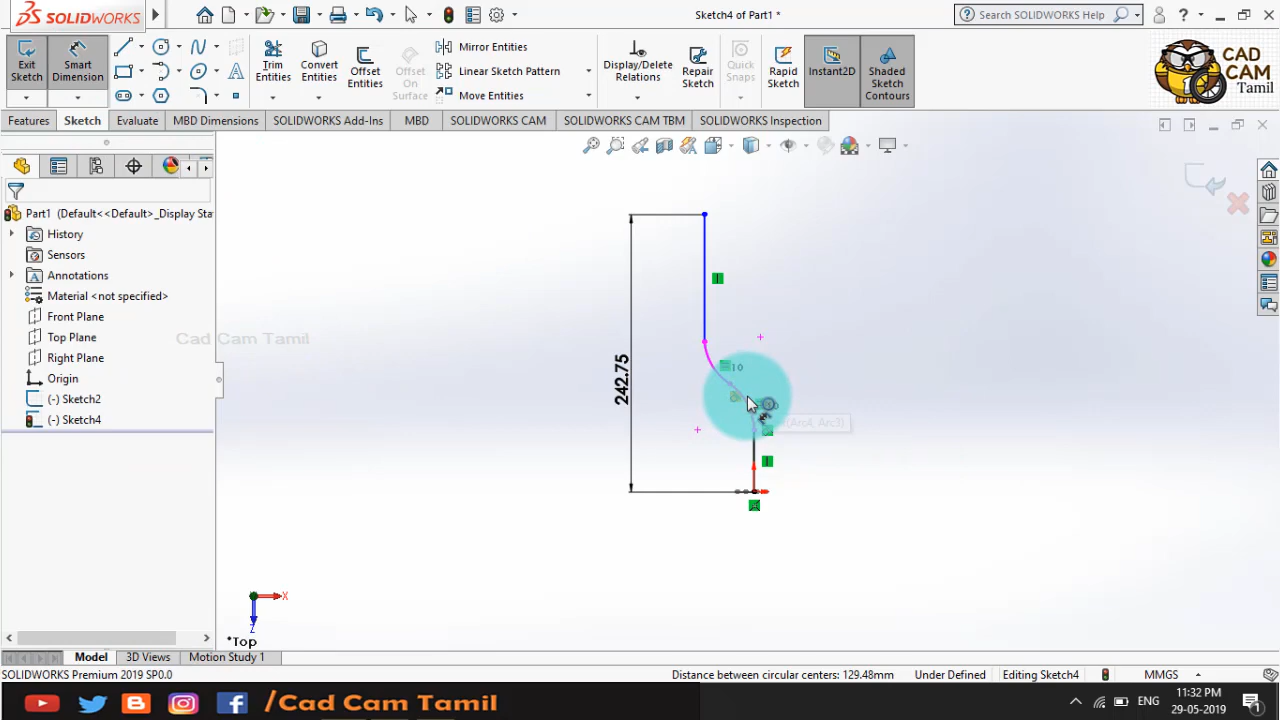 SOLIDWORKS
Sketch4 of Part1 *
Search SOLIDWORKS Help
Exit Sketch
Smart Dimension
Trim Entities
Convert Entities
Offset Entities
Offset On Surface
Mirror Entities
Linear Sketch Pattern
Move Entities
Display/Delete Relations
Repair Sketch
Quick Snaps
Rapid Sketch
Instant2D
Shaded Sketch Contours
CAD CAM Tamil
Features
Sketch
Evaluate
MBD Dimensions
SOLIDWORKS Add-Ins
MBD
SOLIDWORKS CAM
SOLIDWORKS CAM TBM
SOLIDWORKS Inspection
Part1 (Default<<Default>_Display Sta
History
Sensors
Annotations
Material <not specified>
Front Plane
Top Plane
Right Plane
Origin
(-) Sketch2
(-) Sketch4
Cad Cam Tamil
242.75
10
X
Z
*Top
Model
3D Views
Motion Study 1
SOLIDWORKS Premium 2019 SP0.0
Distance between circular centers: 129.48mm
Under Defined
Editing Sketch4
MMGS
/Cad Cam Tamil
ENG
11:32 PM
29-05-2019
1